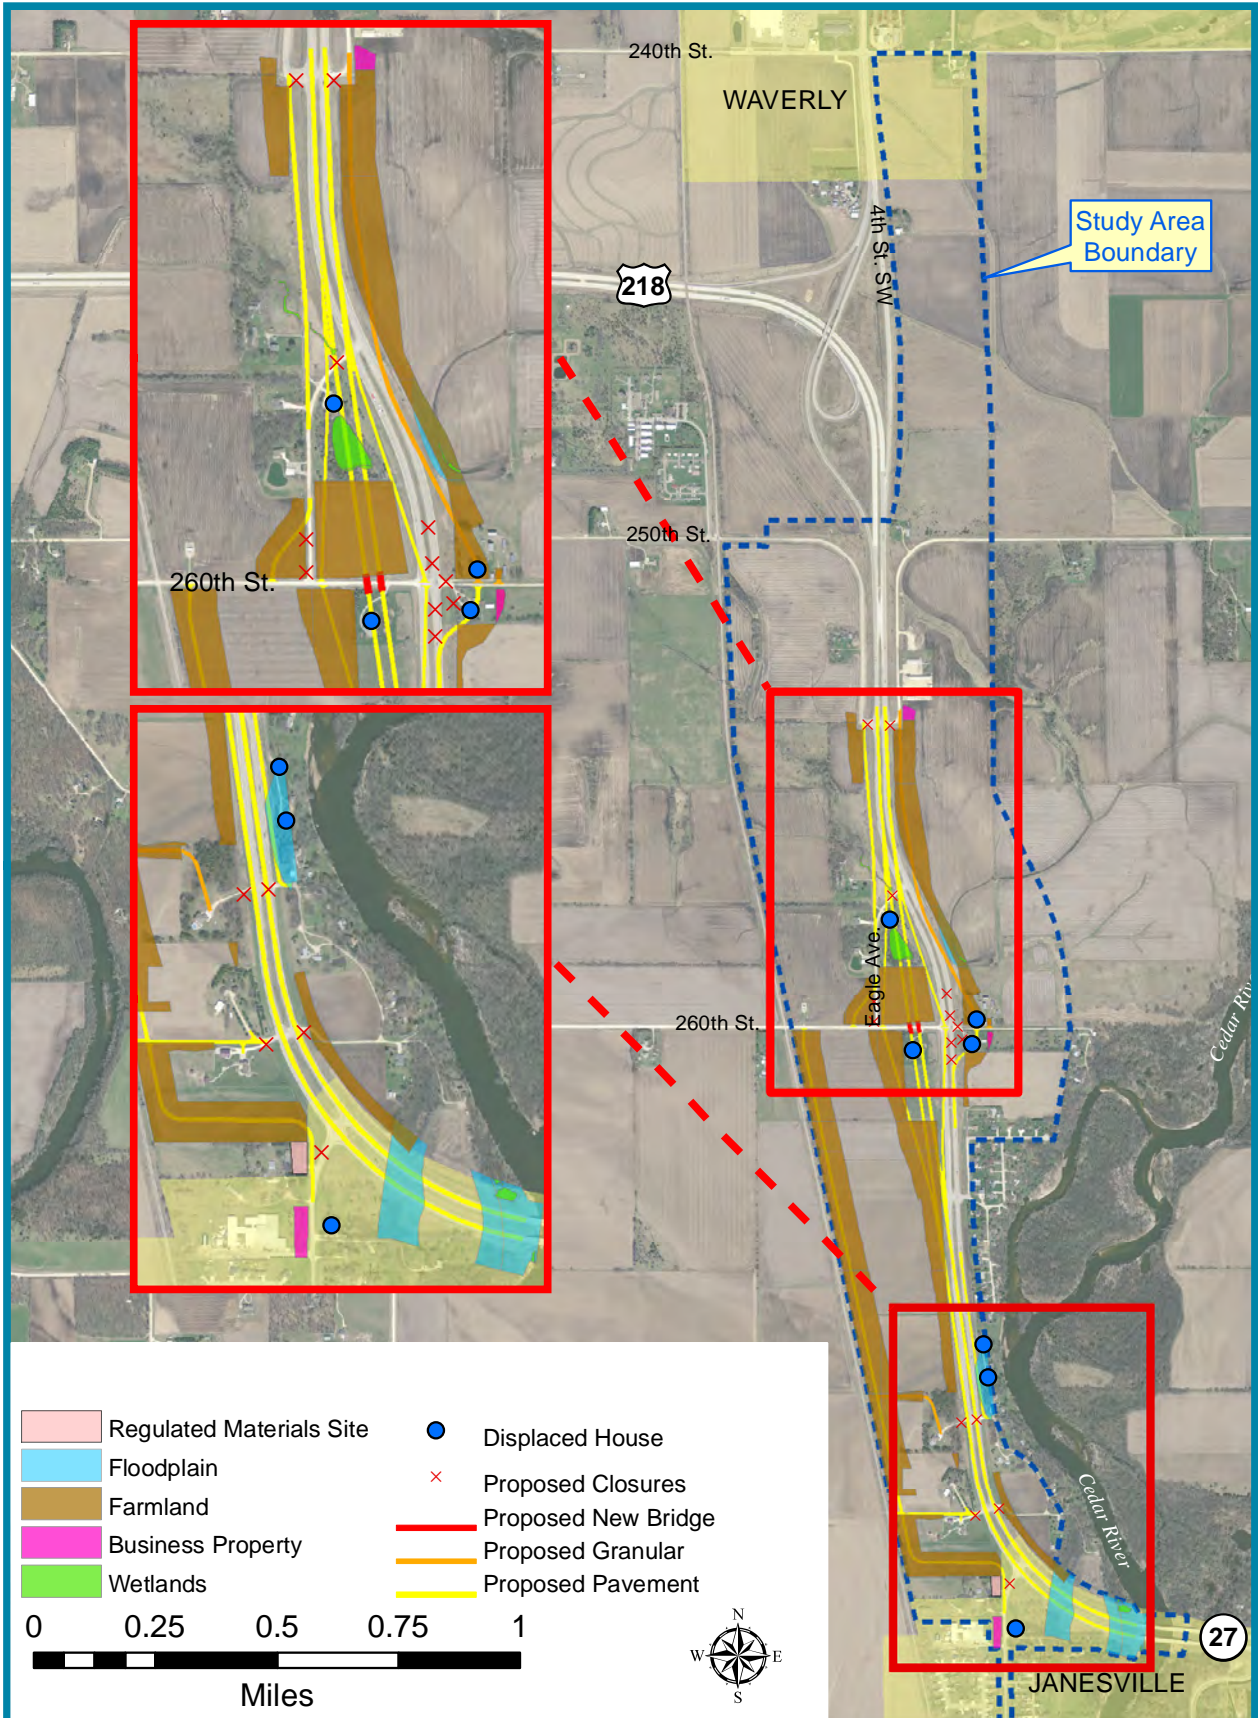 240th St.
WAVERLY
4th St. SW
Study Area
Boundary
218
250th St.
260th St.
Eagle Ave.
260th St.
Cedar Riv
Cedar River
27
JANESVILLE
Regulated Materials Site
Floodplain
Farmland
Business Property
Wetlands
Displaced House
Proposed Closures
Proposed New Bridge
Proposed Granular
Proposed Pavement
0 0.25 0.5 0.75 1
Miles
N
W E
S